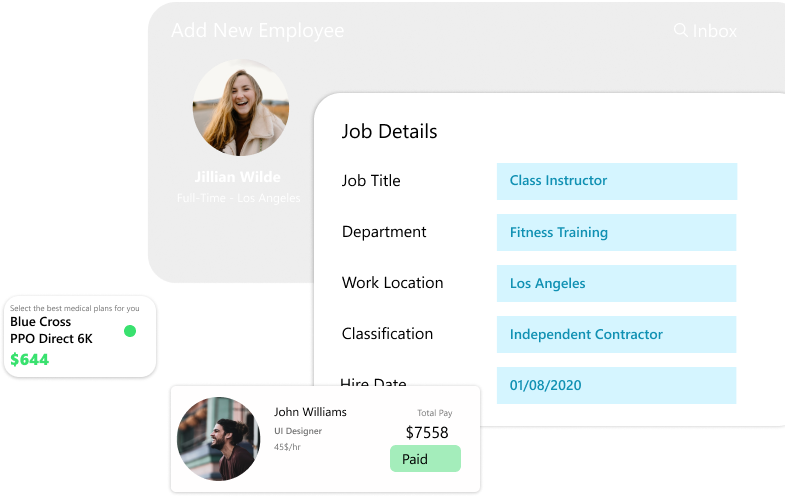 Add New Employee
Inbox
Jillian Wilde
Full-Time - Los Angeles
Job Details
Job Title
Class Instructor
Department
Fitness Training
Work Location
Los Angeles
Classification
Independent Contractor
Hire Date
01/08/2020
Select the best medical plans for you
Blue Cross
PPO Direct 6K
$644
John Williams
UI Designer
45$/hr
Total Pay
$7558
Paid